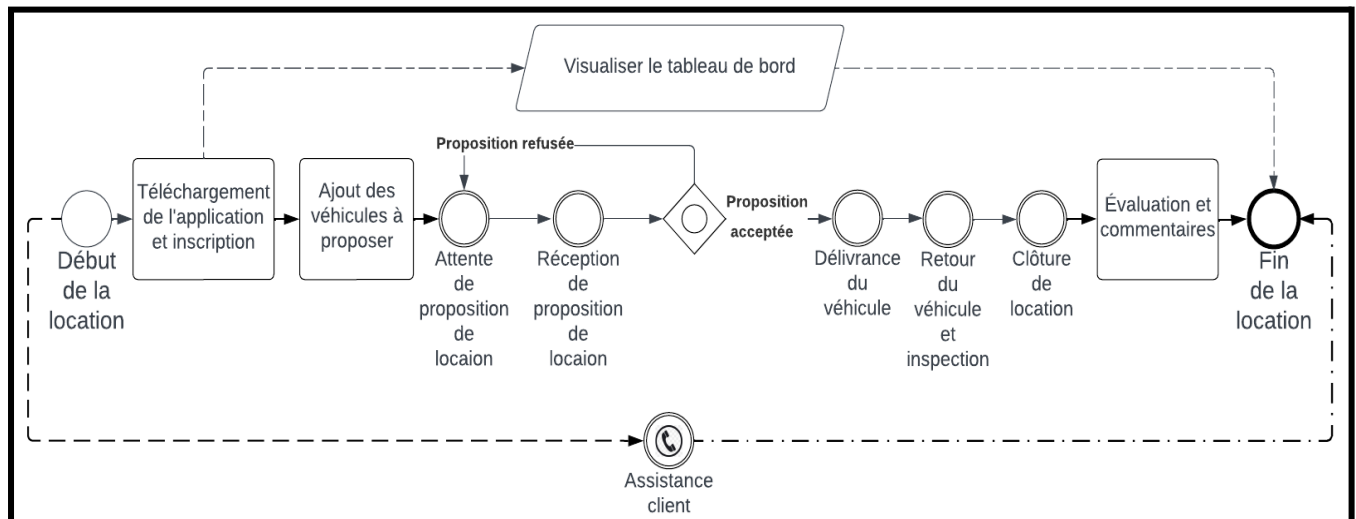 Visualiser le tableau de bord
Proposition refusée
Début
de la
location
Téléchargement
de l'application
et inscription
Ajout des
véhicules à
proposer
Attente
de
proposition
de
locaion
Réception
de
proposition
de
locaion
Proposition
acceptée
Délivrance
du
véhicule
Retour
du
véhicule
et
inspection
Clôture
de
location
Évaluation et
commentaires
Fin
de la
location
Assistance
client